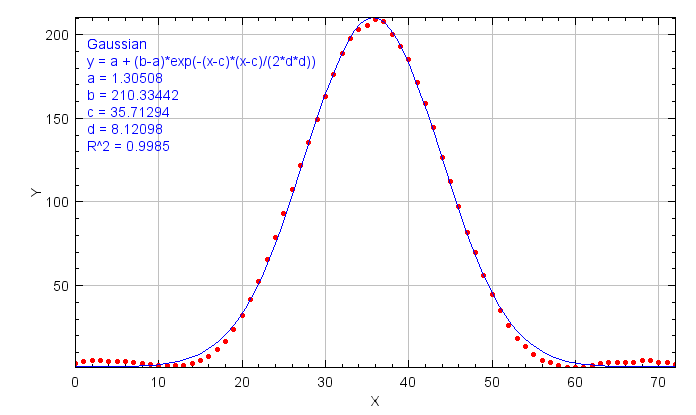 Gaussian
y = a + (b-a)*exp(-(x-c)*(x-c)/(2*d*d))
a = 1.30508
b = 210.33442
c = 35.71294
d = 8.12098
R^2 = 0.9985
200
150
100
50
Y
0 10 20 30 40 50 60 70
X